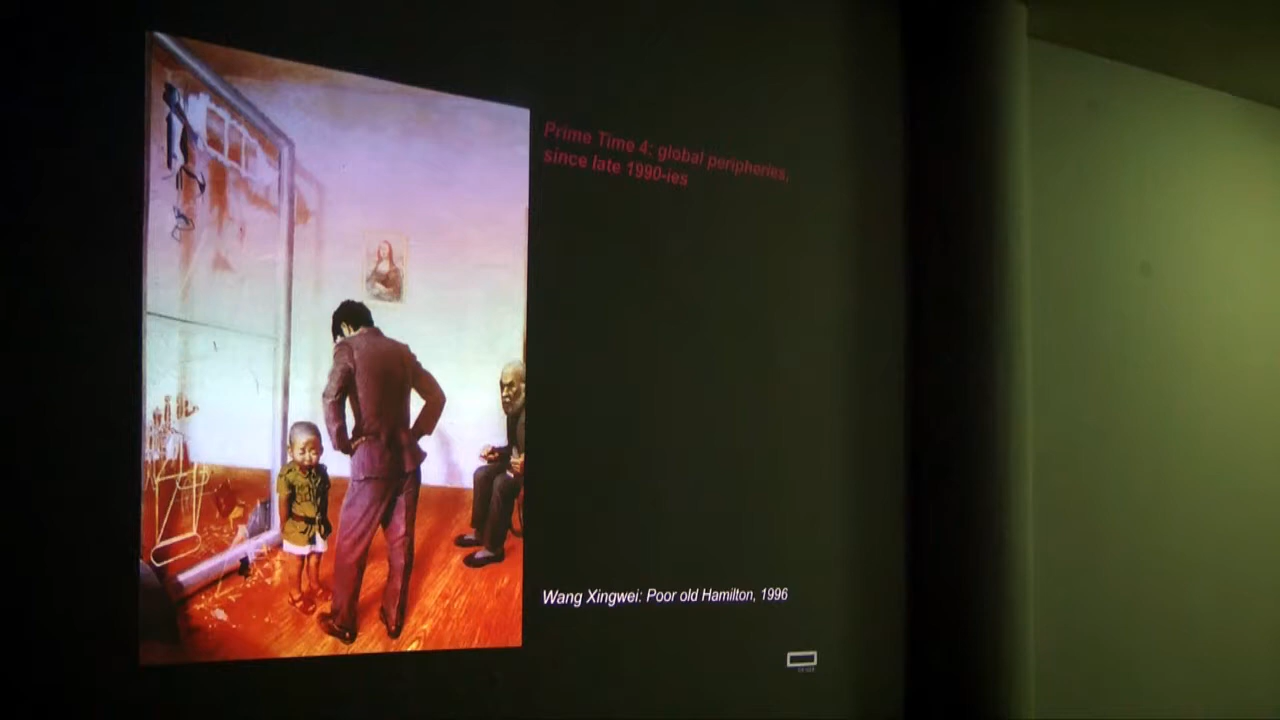 Prime Time 4: global peripheries,
since late 1990-ies
Wang Xingwei: Poor old Hamilton, 1996